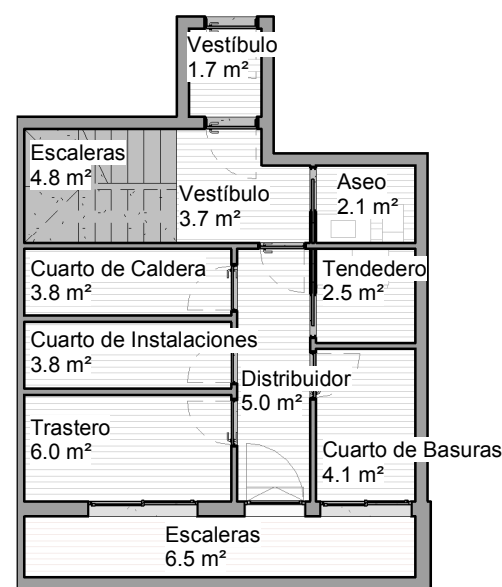 Vestíbulo
1.7 m²
Escaleras
4.8 m²
Vestíbulo
3.7 m²
Aseo
2.1 m²
Cuarto de Caldera
3.8 m²
Tendedero
2.5 m²
Cuarto de Instalaciones
3.8 m²
Distribuidor
5.0 m²
Trastero
6.0 m²
Cuarto de Basuras
4.1 m²
Escaleras
6.5 m²